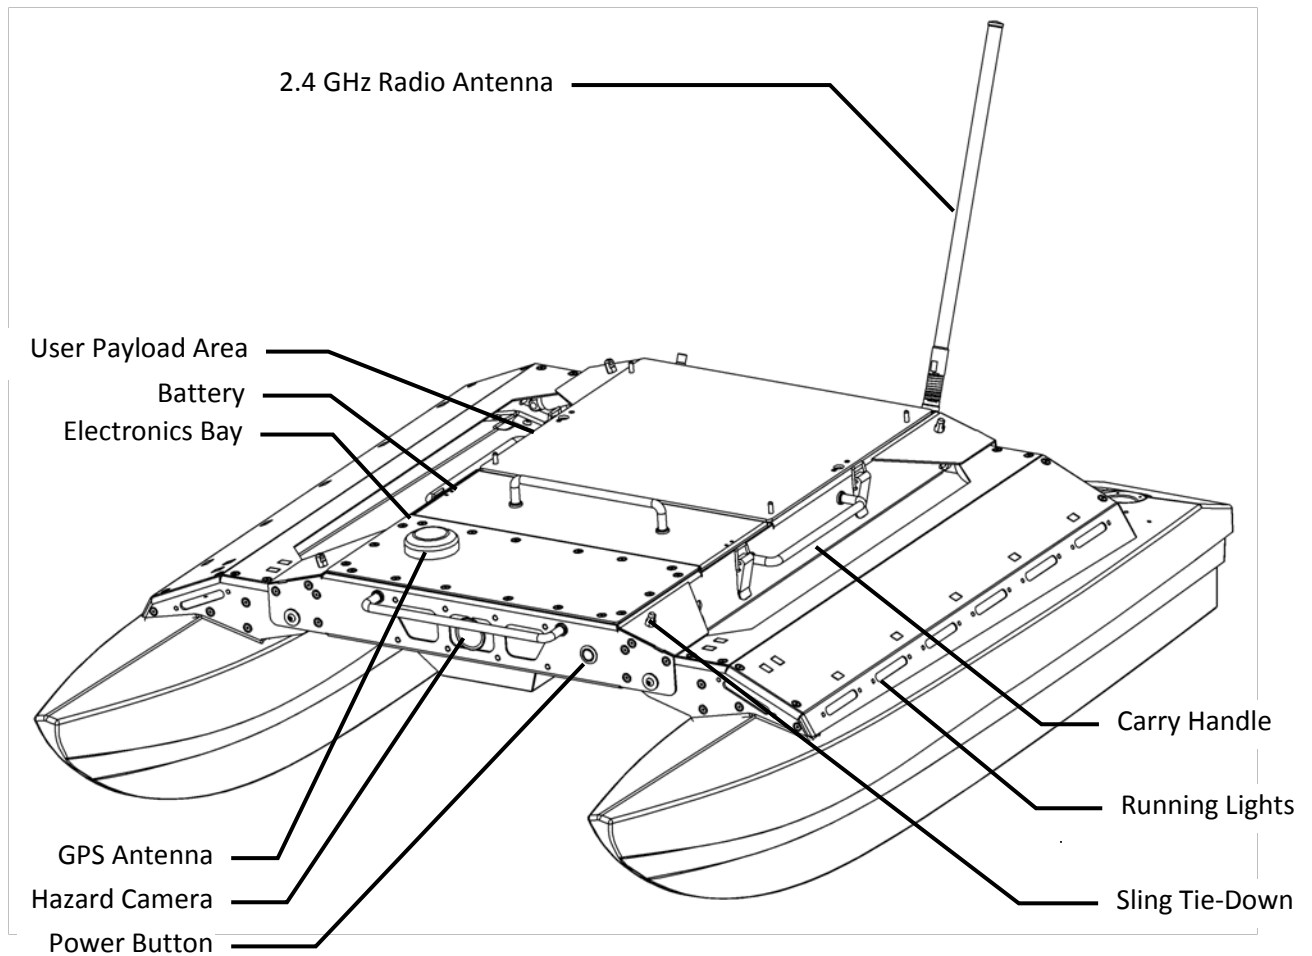 2.4 GHz Radio Antenna
User Payload Area
Battery
Electronics Bay
Carry Handle
Running Lights
GPS Antenna
Hazard Camera
Sling Tie-Down
Power Button